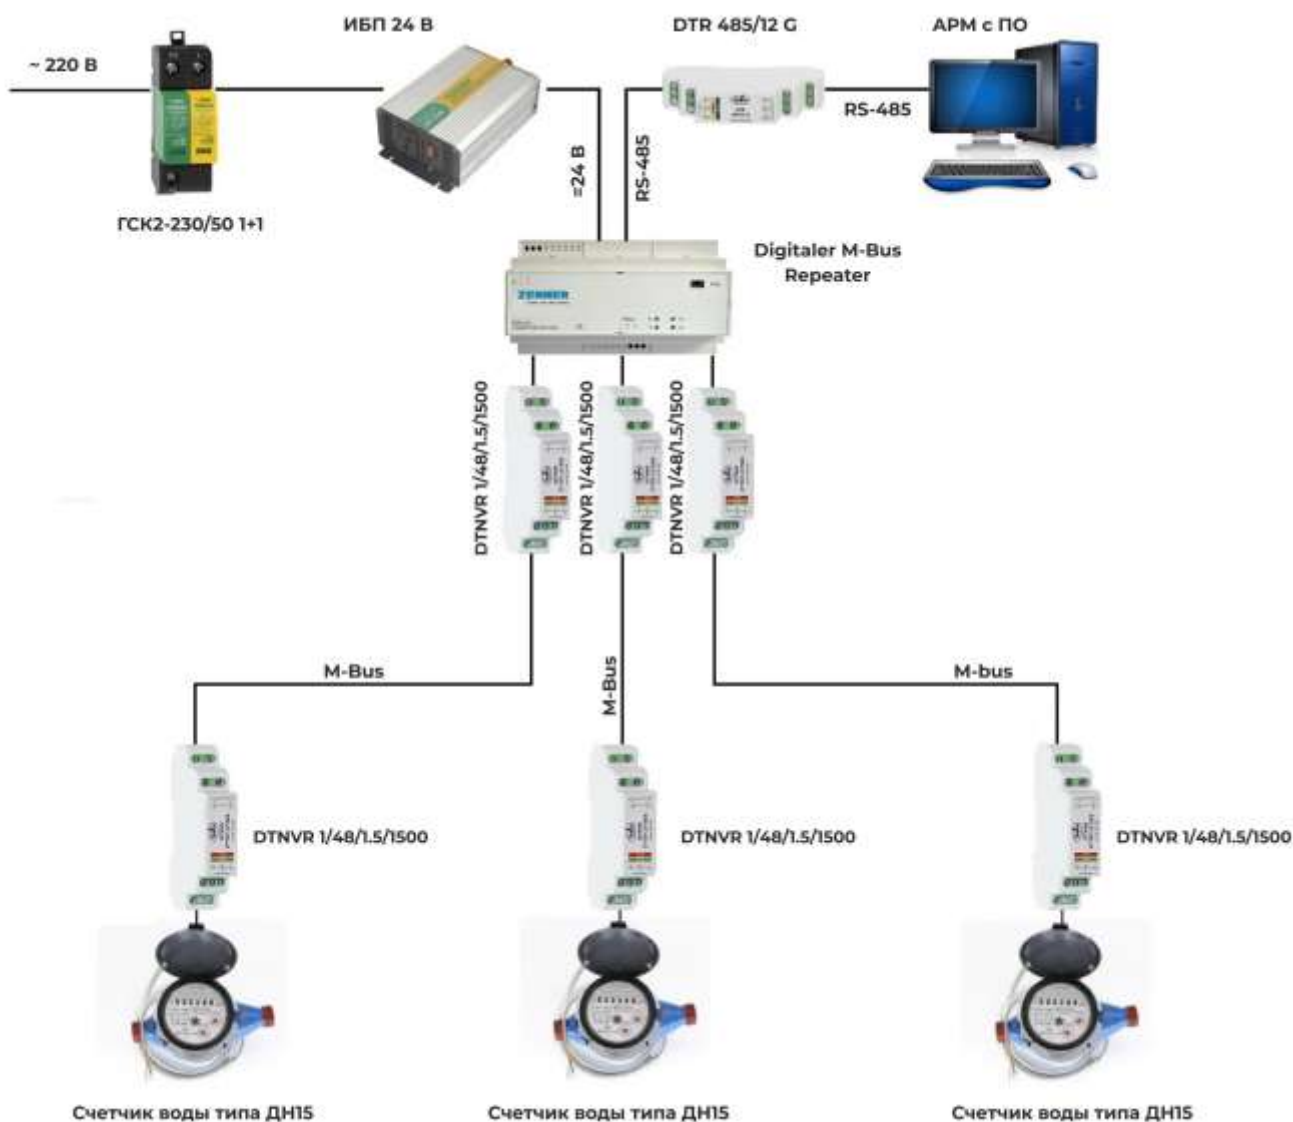 ИБП 24 В
DTR 485/12 G
АРМ с ПО
~ 220 В
RS-485
=24 В
RS-485
ГСК2-230/50 1+1
Digitaler M-Bus
Repeater
ZENNER
DTNVR 1/48/1.5/1500
DTNVR 1/48/1.5/1500
DTNVR 1/48/1.5/1500
M-Bus
M-Bus
M-bus
DTNVR 1/48/1.5/1500
DTNVR 1/48/1.5/1500
DTNVR 1/48/1.5/1500
Счетчик воды типа ДН15
Счетчик воды типа ДН15
Счетчик воды типа ДН15